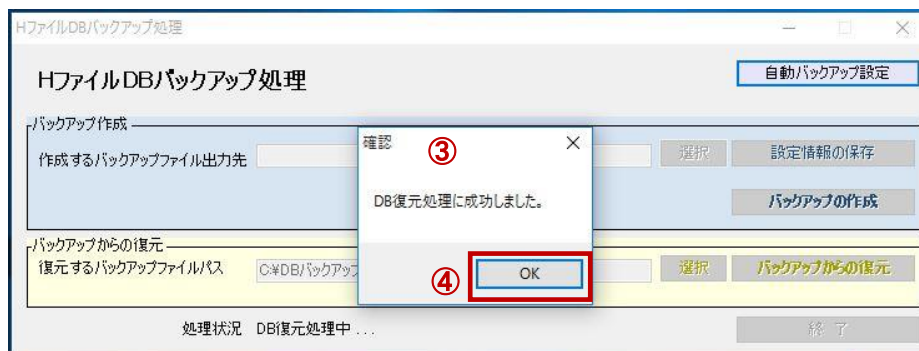 HファイルDBバックアップ処理
HファイルDBバックアップ処理
自動バックアップ設定
バックアップ作成
作成するバックアップファイル出力先
選択
設定情報の保存
バックアップの作成
確認
③
DB復元処理に成功しました。
④
OK
バックアップからの復元
復元するバックアップファイルパス
C:¥DBバックアップ
選択
バックアップからの復元
処理状況 DB復元処理中 . . .
終 了